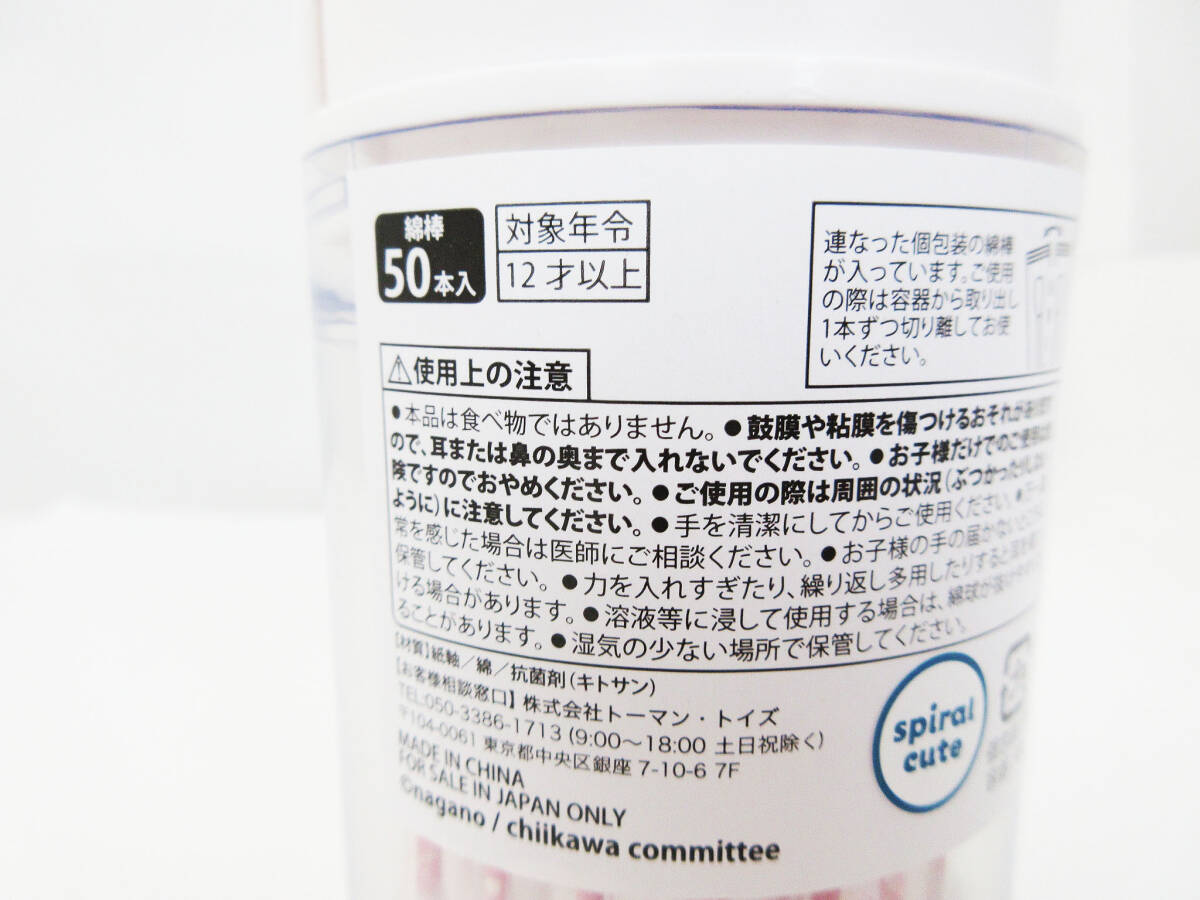 綿棒
50本入
対象年令
12才以上
連なった個包装の綿棒
が入っています。ご使用
の際は容器から取り出し
1本ずつ切り離してお使
いください。
⚠使用上の注意
●本品は食べ物ではありません。●鼓膜や粘膜を傷つけるおそれが
ので、耳または鼻の奥まで入れないでください。●お子様だけでのご使用は
険ですのでおやめください。●ご使用の際は周囲の状況(ぶつかったり
ように)に注意してください。●手を清潔にしてからご使用ください。●
常を感じた場合は医師にご相談ください。●お子様の手の届かない
保管してください。●力を入れすぎたり、繰り返し多用したりすると
ける場合があります。●溶液等に浸して使用する場合は、綿球が
ることがあります。●湿気の少ない場所で保管してください。
【材質】紙軸/綿/抗菌剤(キトサン)
【お客様相談窓口】株式会社トーマン・トイズ
TEL:050-3386-1713(9:00~18:00 土日祝除く)
〒104-0061 東京都中央区銀座 7-10-6 7F
MADE IN CHINA
FOR SALE IN JAPAN ONLY
©nagano / chiikawa committee
spiral
cute